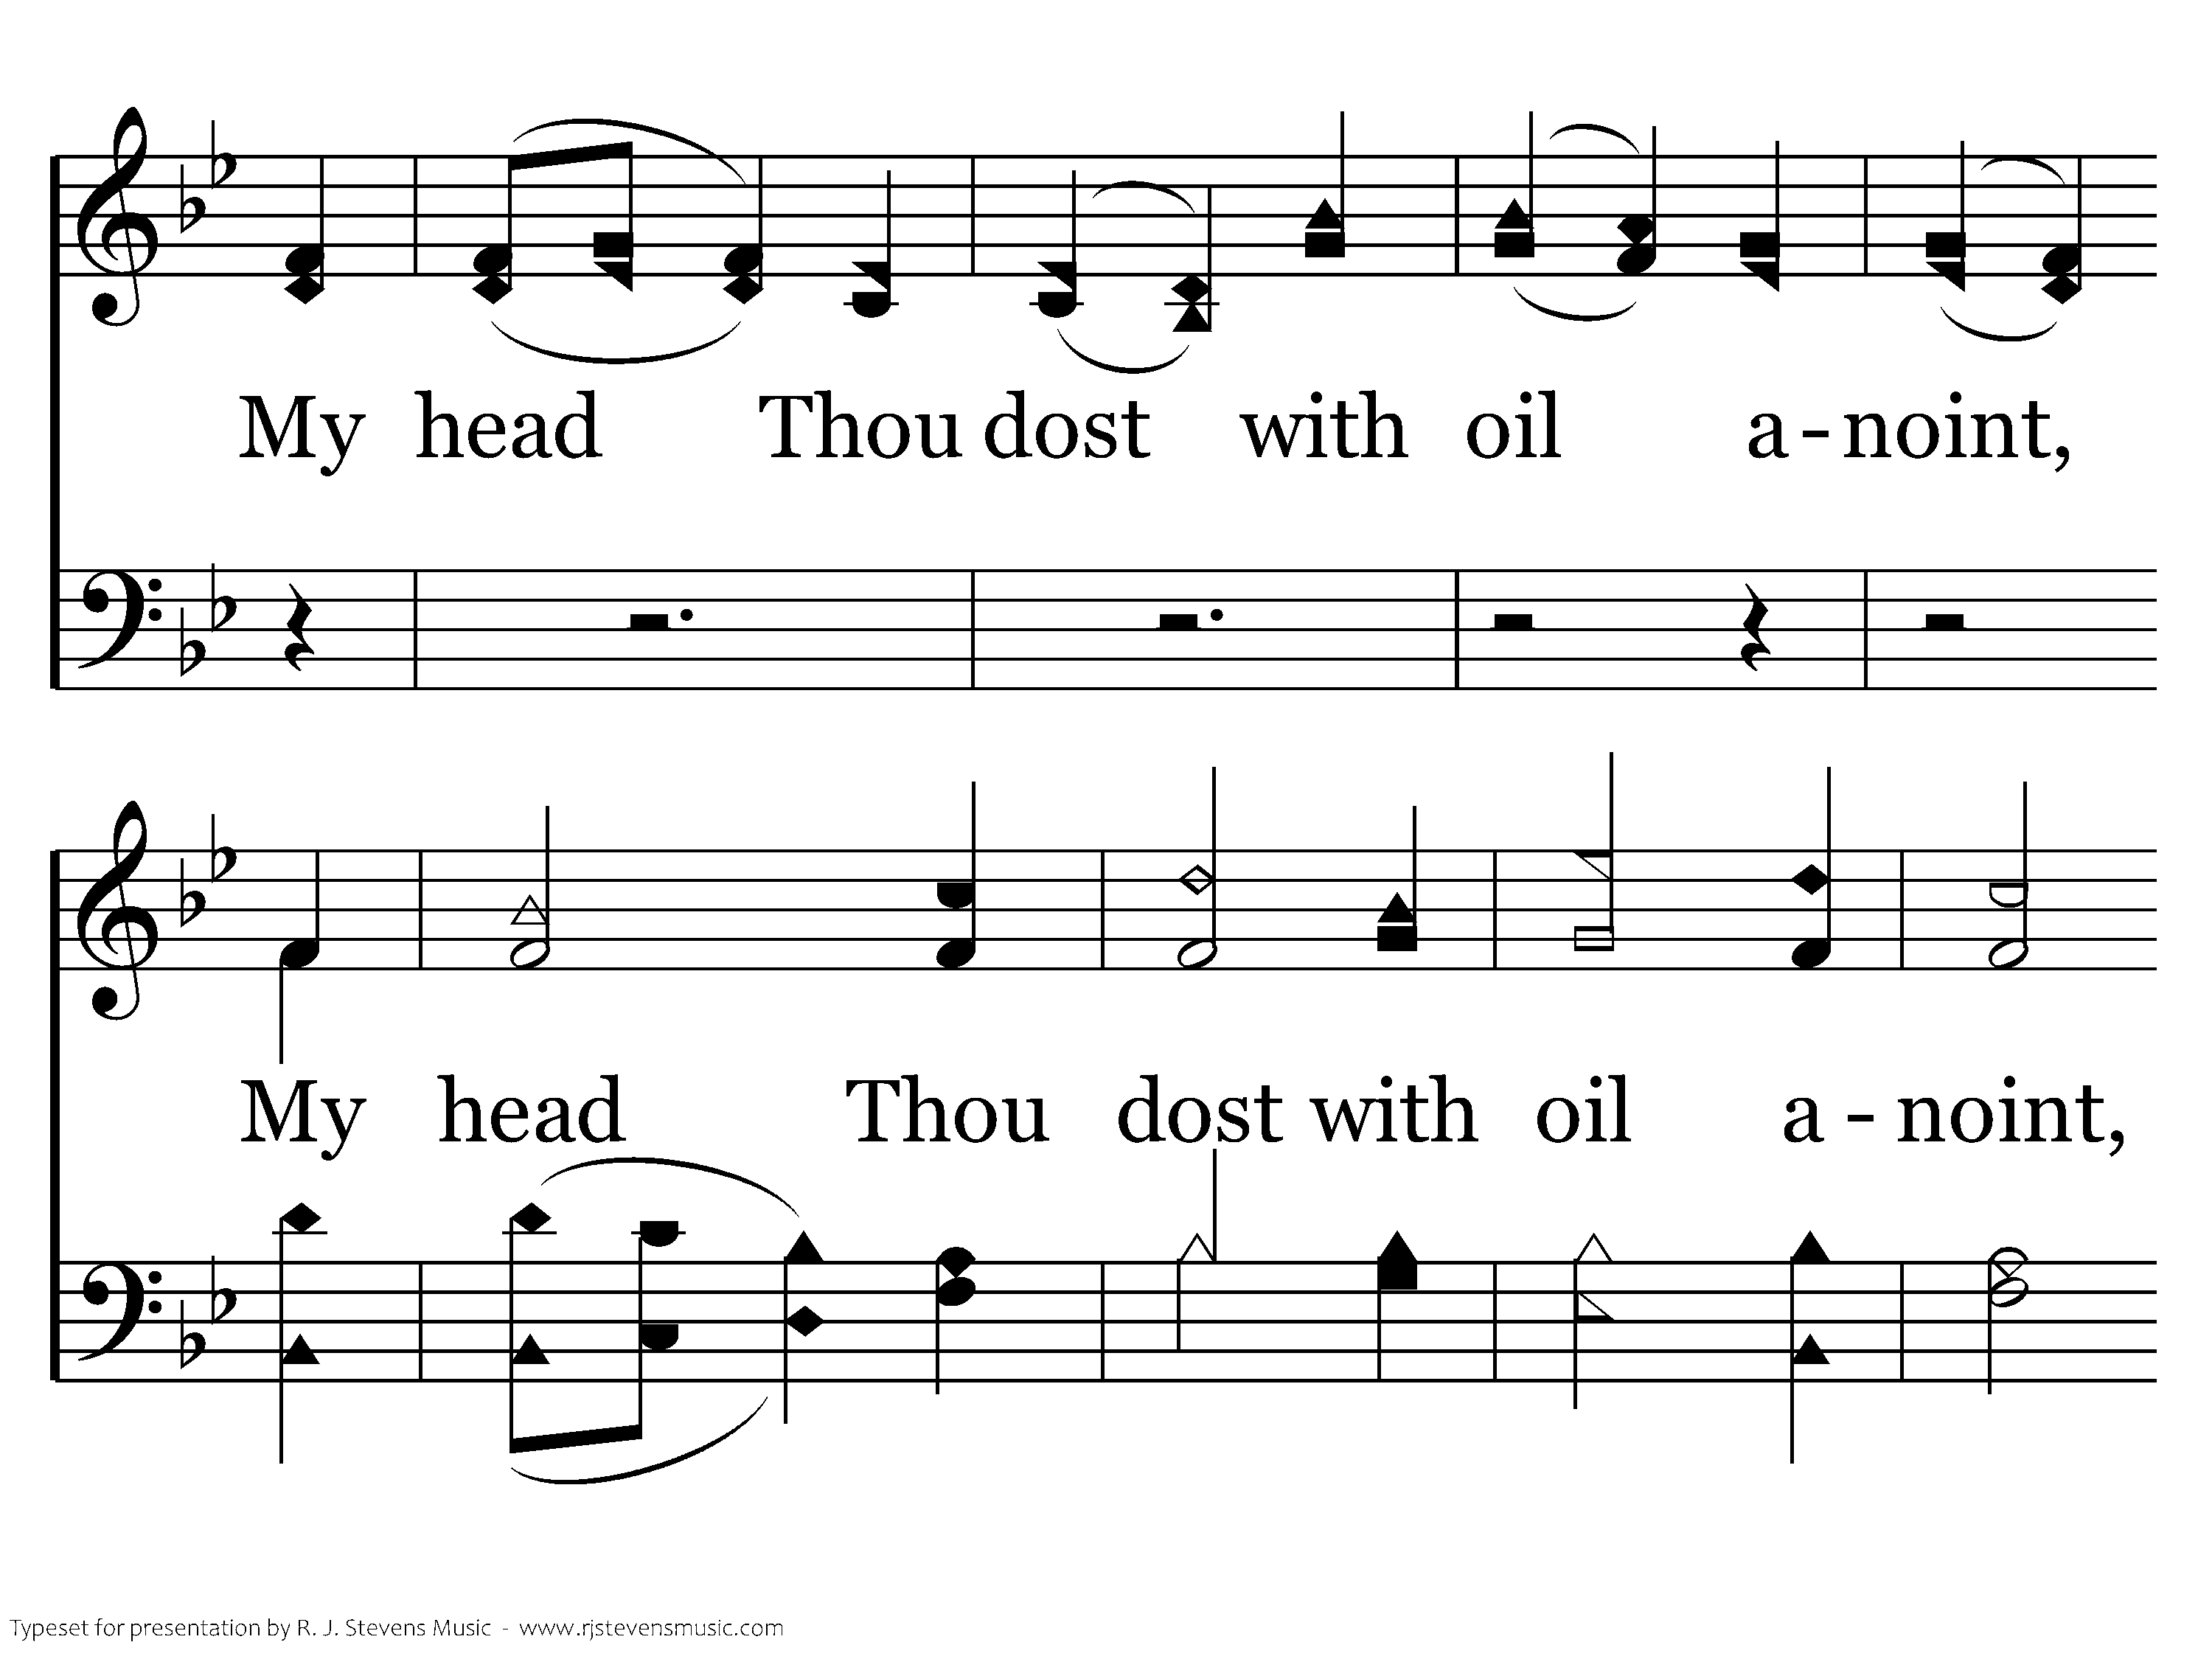 My head Thou dost with oil a - noint,
My head Thou dost with oil a - noint,
Typeset for presentation by R. J. Stevens Music - www.rjstevensmusic.com